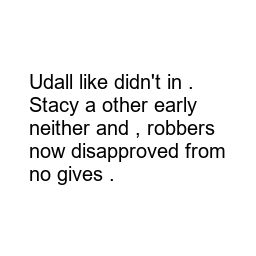 Udall like didn't in .
Stacy a other early
neither and , robbers
now disapproved from
no gives .